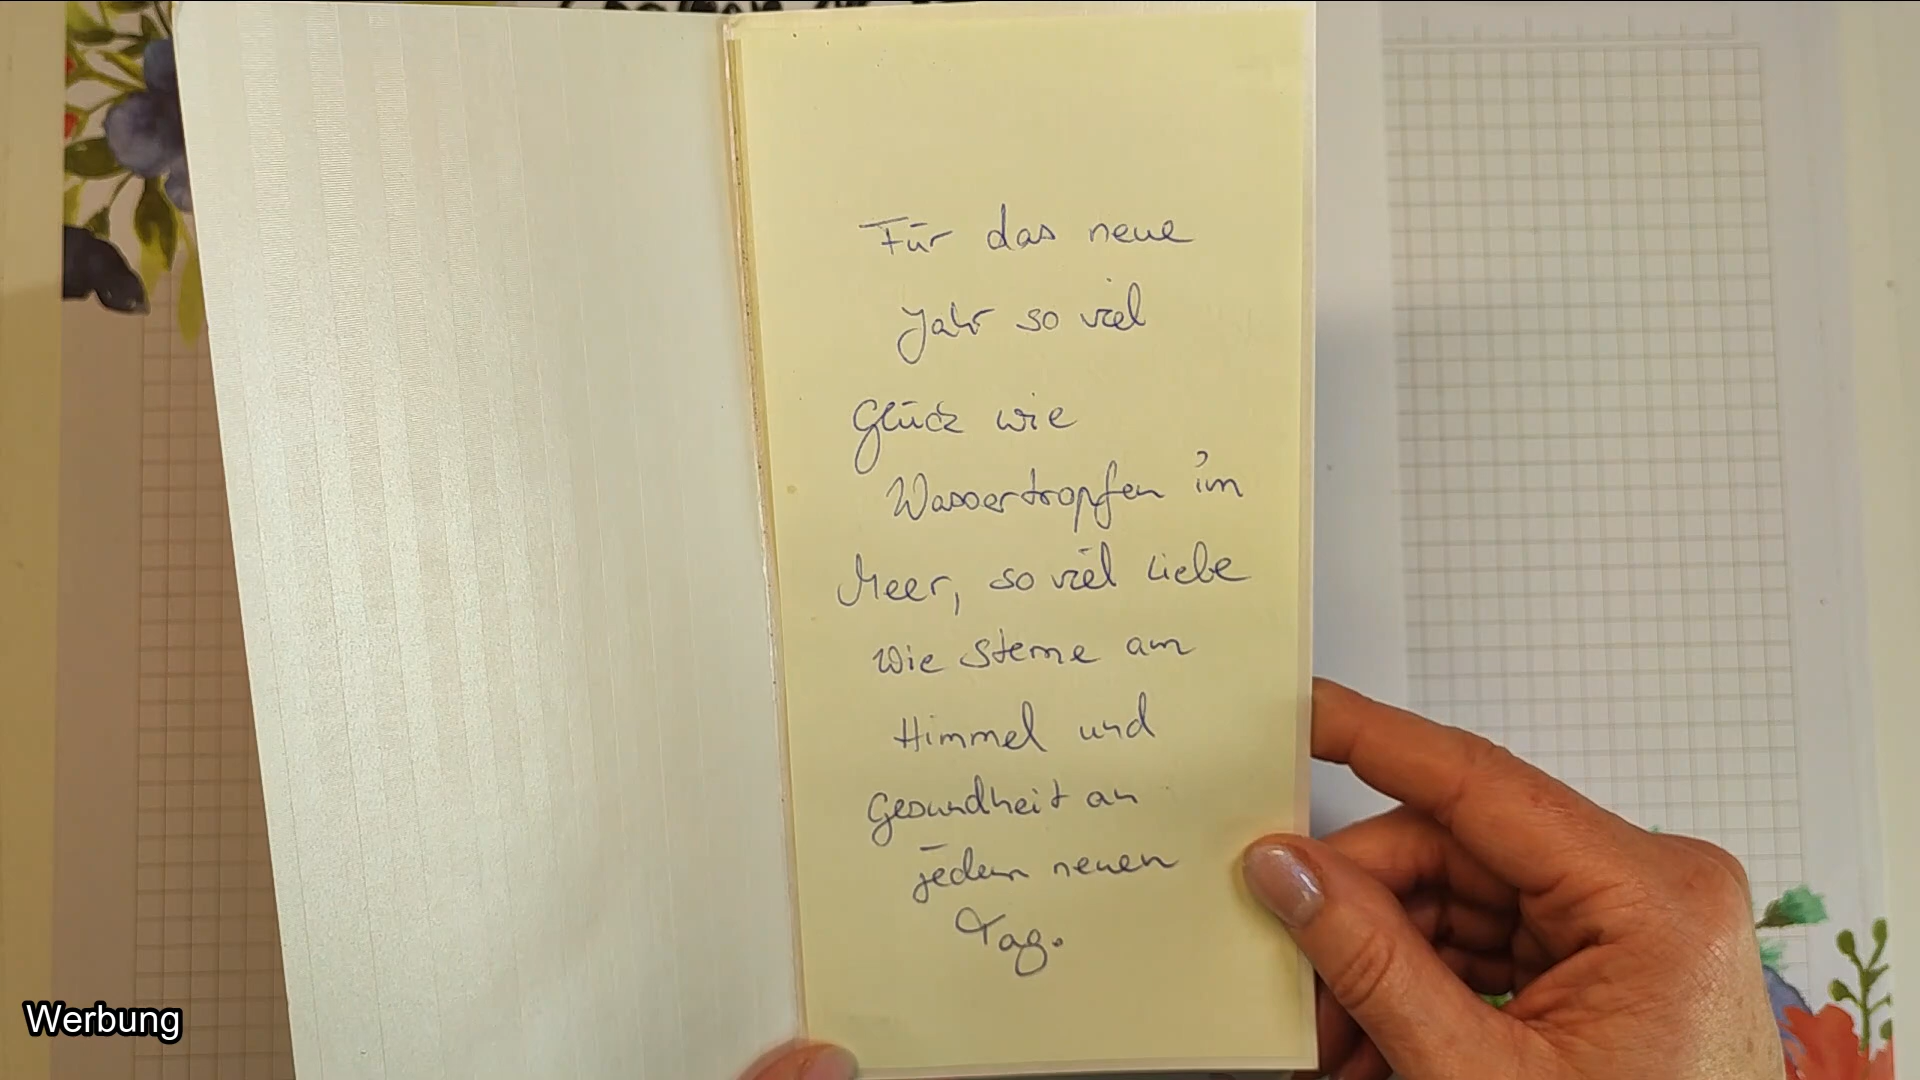 Für das neue
Jahr so viel
Glück wie
Wassertropfen im
Meer, so viel Liebe
wie Sterne am
Himmel und
Gesundheit an
jedem neuen
Tag.
Werbung